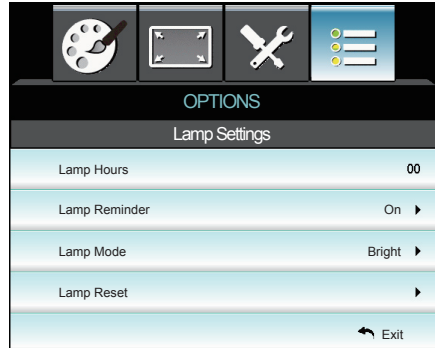 OPTIONS
Lamp Settings
Lamp Hours 00
Lamp Reminder On
Lamp Mode Bright
Lamp Reset
Exit